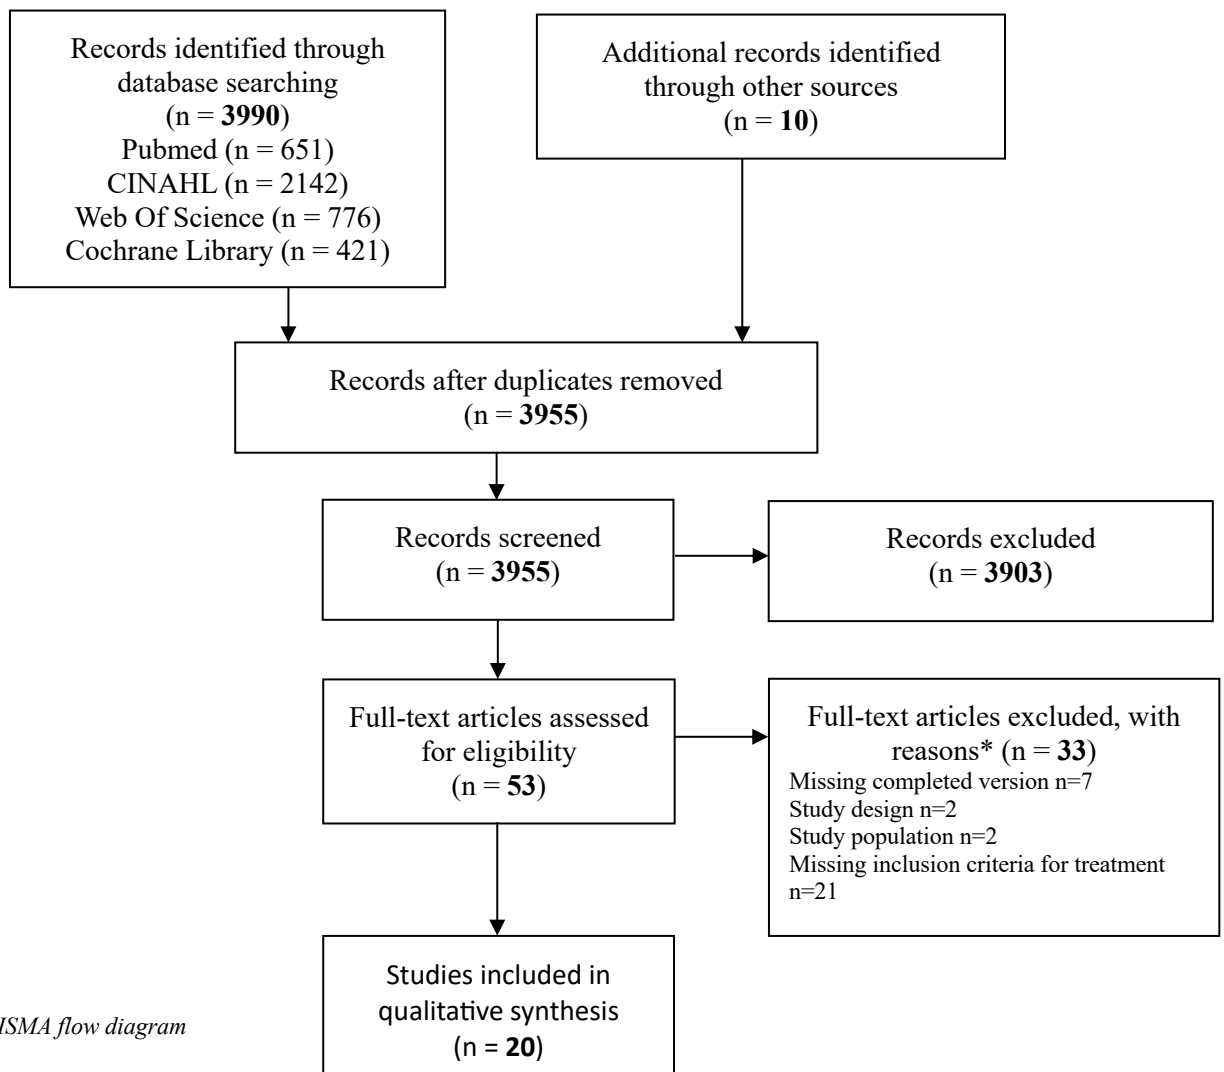 Records identified through
database searching
(n = 3990)
Pubmed (n = 651)
CINAHL (n = 2142)
Web Of Science (n = 776)
Cochrane Library (n = 421)
Additional records identified
through other sources
(n = 10)
Records after duplicates removed
(n = 3955)
Records screened
(n = 3955)
Records excluded
(n = 3903)
Full-text articles assessed
for eligibility
(n = 53)
Full-text articles excluded, with
reasons* (n = 33)
Missing completed version n=7
Study design n=2
Study population n=2
Missing inclusion criteria for treatment
n=21
Studies included in
qualitative synthesis
(n = 20)
ISMA flow diagram